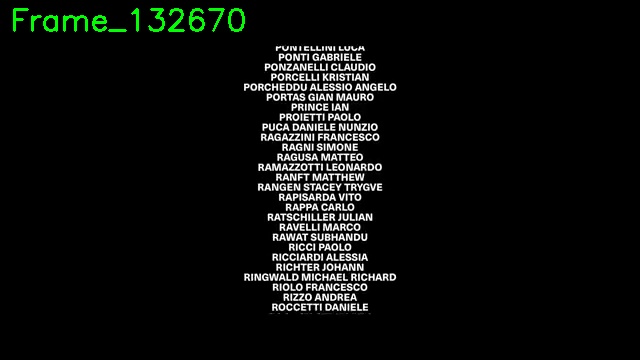 Frame_132670
PONTELLINI LUCA
PONTI GABRIELE
PONZANELLI CLAUDIO
PORCELLI KRISTIAN
PORCHEDDU ALESSIO ANGELO
PORTAS GIAN MAURO
PRINCE IAN
PROIETTI PAOLO
PUCA DANIELE NUNZIO
RAGAZZINI FRANCESCO
RAGNI SIMONE
RAGUSA MATTEO
RAMAZZOTTI LEONARDO
RANFT MATTHEW
RANGEN STACEY TRYGVE
RAPISARDA VITO
RAPPA CARLO
RATSCHILLER JULIAN
RAVELLI MARCO
RAWAT SUBHANDU
RICCI PAOLO
RICCIARDI ALESSIA
RICHTER JOHANN
RINGWALD MICHAEL RICHARD
RIOLO FRANCESCO
RIZZO ANDREA
ROCCETTI DANIELE